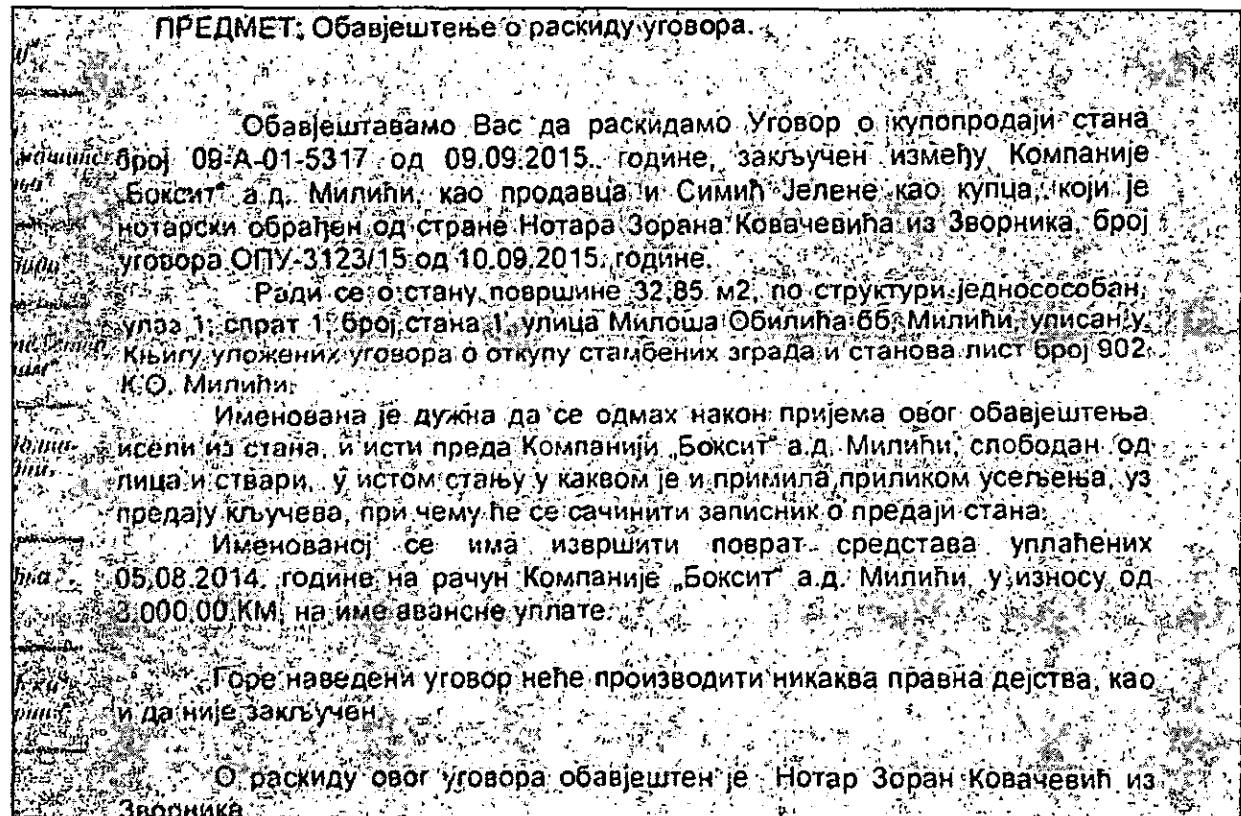 ПРЕДМЕТ: Обавјештење о раскиду уговора.
Обавјештавамо Вас да раскидамо Уговор о купопродаји стана
број 09-А-01-5317 од 09.09.2015. године, закључен између Компаније
„Боксит“ а.д. Милићи, као продавца и Симић Јелене као купца, који је
нотарски обрађен од стране Нотара Зорана Ковачевића из Зворника, број
уговора ОПУ-3123/15 од 10.09.2015. године.
Ради се о стану површине 32,85 м2, по структури једнособан,
улаз 1, спрат 1, број стана 1, улица Милоша Обилића бб, Милићи, уписан у
Књигу уложених уговора о откупу стамбених зграда и станова лист број 902
К.О. Милићи.
Именована је дужна да се одмах након пријема овог обавјештења
исели из стана, и исти преда Компанији „Боксит“ а.д. Милићи, слободан од
лица и ствари, у истом стању у каквом је и примила приликом усељења, уз
предају кључева, при чему ће се сачинити записник о предаји стана.
Именованој се има извршити поврат средстава уплаћених
05.08.2014. године на рачун Компаније „Боксит“ а.д. Милићи, у износу од
3.000,00 КМ, на име авансне уплате.
Горе наведени уговор неће производити никаква правна дејства, као
и да није закључен.
О раскиду овог уговора обавјештен је Нотар Зоран Ковачевић из
Зворника